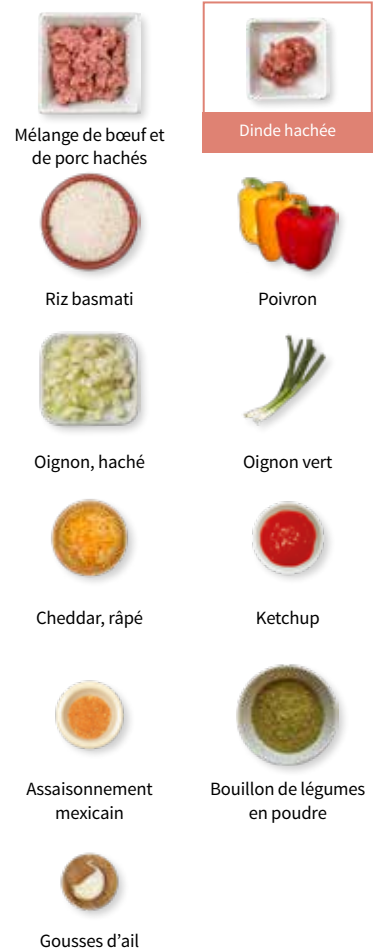 Mélange de bœuf et
de porc hachés
Dinde hachée
Riz basmati
Poivron
Oignon, haché
Oignon vert
Cheddar, râpé
Ketchup
Assaisonnement
mexicain
Bouillon de légumes
en poudre
Gousses d’ail